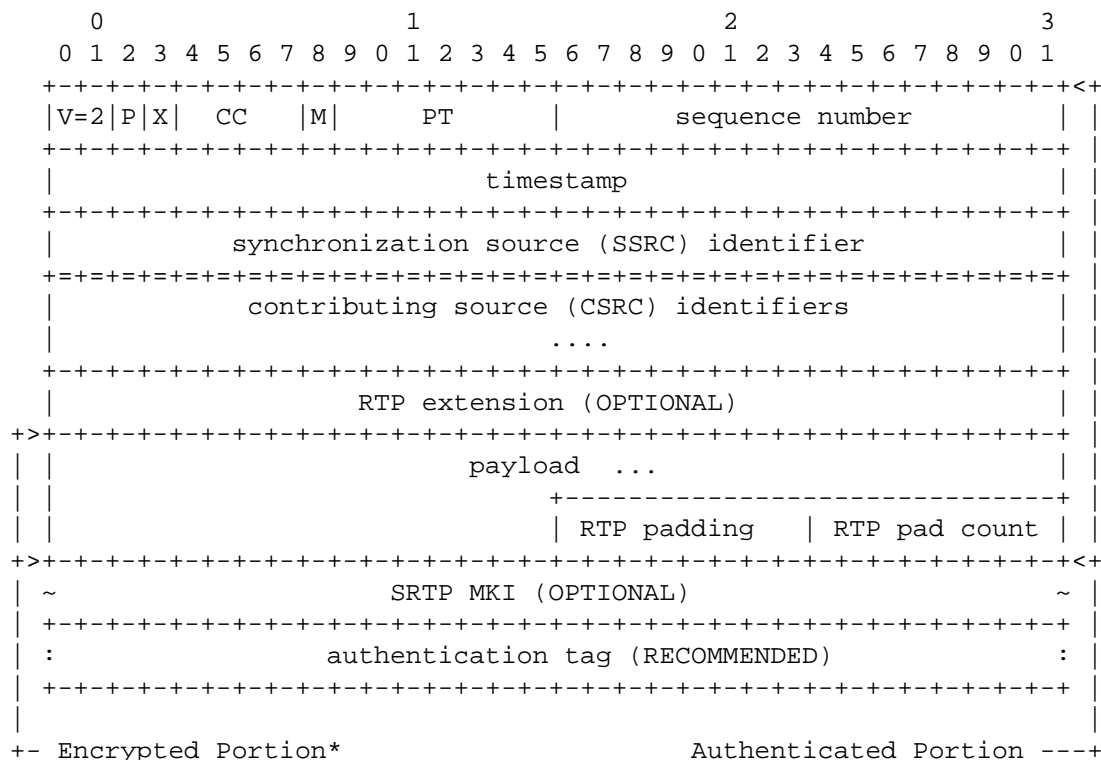 0                   1                   2                   3
0 1 2 3 4 5 6 7 8 9 0 1 2 3 4 5 6 7 8 9 0 1 2 3 4 5 6 7 8 9 0 1
+-+-+-+-+-+-+-+-+-+-+-+-+-+-+-+-+-+-+-+-+-+-+-+-+-+-+-+-+-+-+-+-+<+
|V=2|P|X|  CC   |M|     PT      |       sequence number         | |
+-+-+-+-+-+-+-+-+-+-+-+-+-+-+-+-+-+-+-+-+-+-+-+-+-+-+-+-+-+-+-+-+ |
|                           timestamp                           | |
+-+-+-+-+-+-+-+-+-+-+-+-+-+-+-+-+-+-+-+-+-+-+-+-+-+-+-+-+-+-+-+-+ |
|           synchronization source (SSRC) identifier            | |
+=+=+=+=+=+=+=+=+=+=+=+=+=+=+=+=+=+=+=+=+=+=+=+=+=+=+=+=+=+=+=+=+ |
|            contributing source (CSRC) identifiers             | |
|                               ....                            | |
+-+-+-+-+-+-+-+-+-+-+-+-+-+-+-+-+-+-+-+-+-+-+-+-+-+-+-+-+-+-+-+-+ |
|                   RTP extension (OPTIONAL)                    | |
+>+-+-+-+-+-+-+-+-+-+-+-+-+-+-+-+-+-+-+-+-+-+-+-+-+-+-+-+-+-+-+-+-+ |
| |                          payload  ...                         | |
| |                               +-------------------------------+ |
| |                               | RTP padding   | RTP pad count | |
+>+-+-+-+-+-+-+-+-+-+-+-+-+-+-+-+-+-+-+-+-+-+-+-+-+-+-+-+-+-+-+-+-+<+
| ~                     SRTP MKI (OPTIONAL)                       ~ |
| +-+-+-+-+-+-+-+-+-+-+-+-+-+-+-+-+-+-+-+-+-+-+-+-+-+-+-+-+-+-+-+-+ |
| :                 authentication tag (RECOMMENDED)              : |
| +-+-+-+-+-+-+-+-+-+-+-+-+-+-+-+-+-+-+-+-+-+-+-+-+-+-+-+-+-+-+-+-+ |
|                                                                   |
+- Encrypted Portion*                      Authenticated Portion ---+